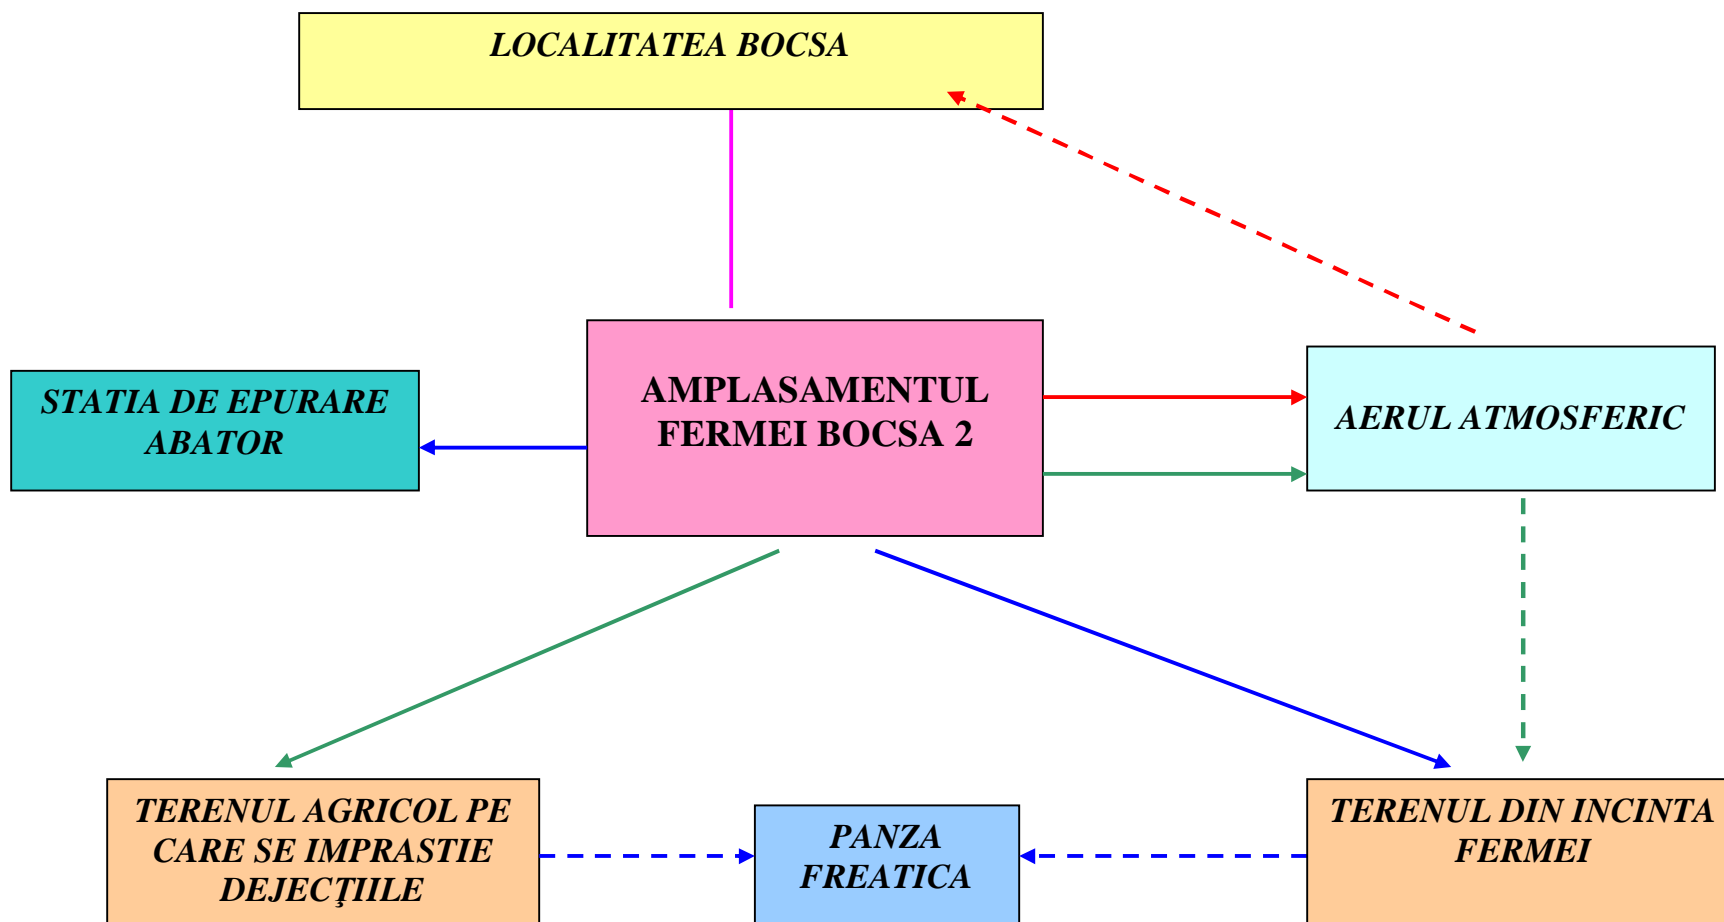 LOCALITATEA BOCSA
AMPLASAMENTUL
FERMEI BOCSA 2
STATIA DE EPURARE
ABATOR
AERUL ATMOSFERIC
TERENUL AGRICOL PE
CARE SE IMPRASTIE
DEJECŢIILE
PANZA
FREATICA
TERENUL DIN INCINTA
FERMEI